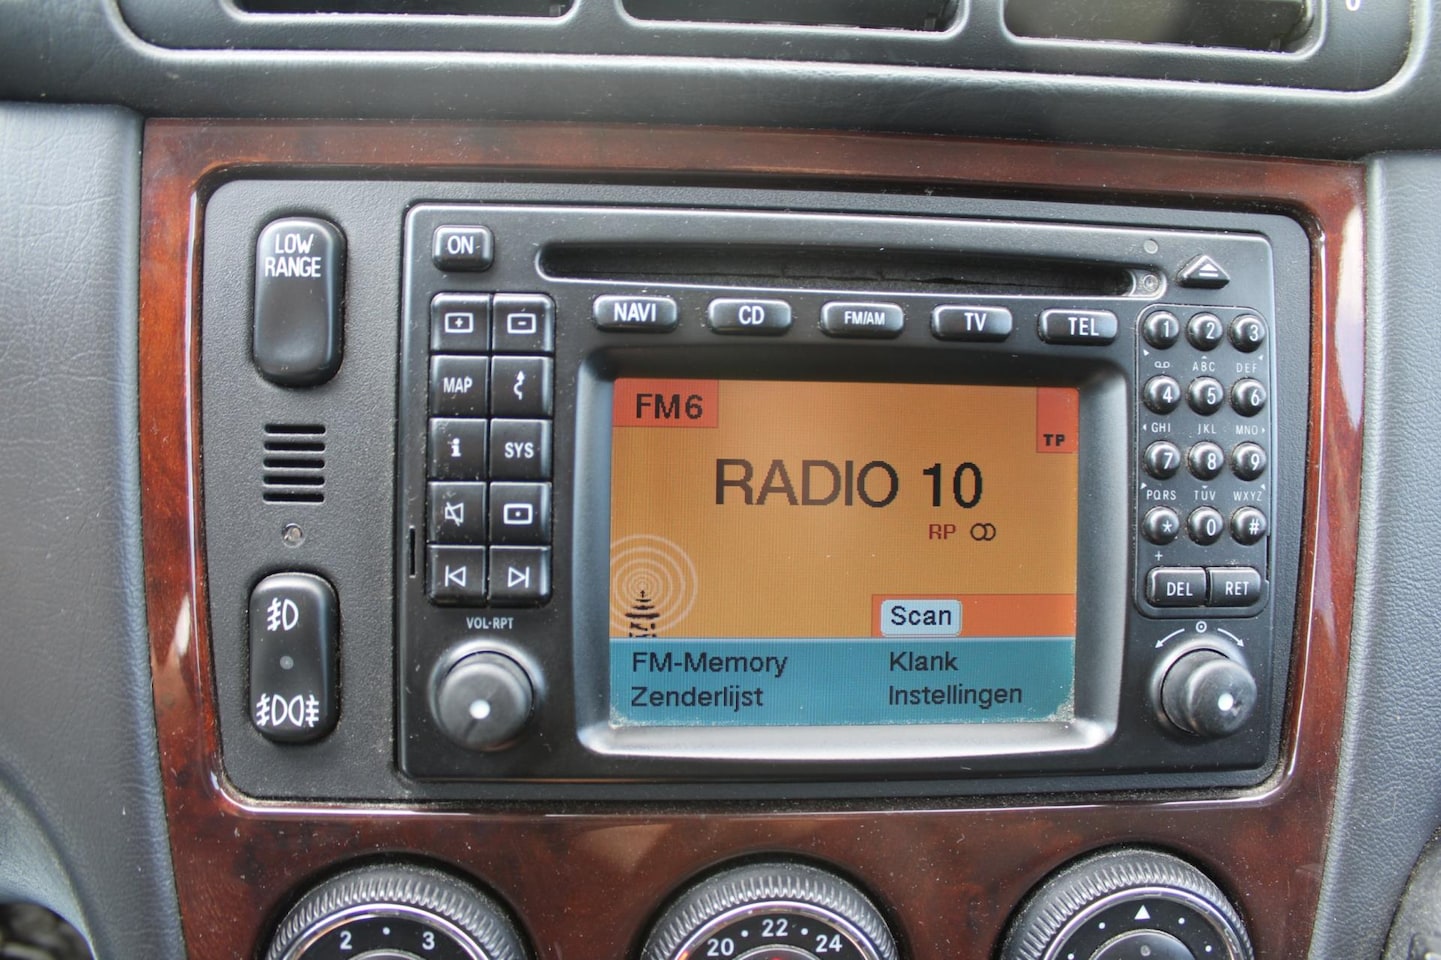 0
LOW
RANGE
ON
NAVI
CD
FM/AM
TV
TEL
MAP
i
SYS
VOL·RPT
FM6
TP
RADIO 10
RP
Scan
FM-Memory
Klank
Zenderlijst
Instellingen
1 2 3
ABC DEF
4 5 6
GHI JKL MNO
7 8 9
PQRS TUV WXYZ
* 0 #
+
DEL
RET
2 • 3
20 • 22 • 24